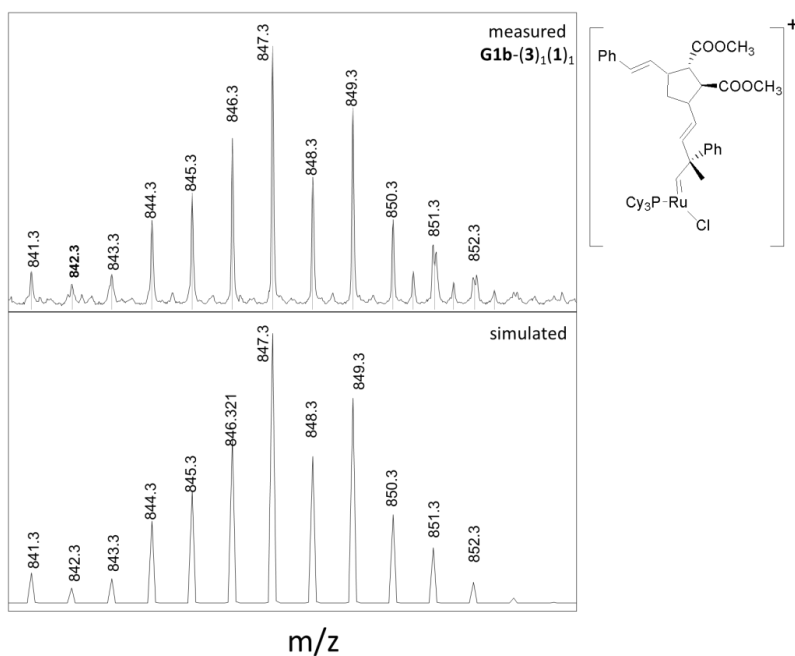 measured
G1b-(3)₁(1)₁
841.3
842.3
843.3
844.3
845.3
846.3
847.3
848.3
849.3
850.3
851.3
852.3
simulated
841.3
842.3
843.3
844.3
845.3
846.321
847.3
848.3
849.3
850.3
851.3
852.3
m/z
+
COOCH₃
Ph
COOCH₃
Ph
Cy₃P Ru
Cl